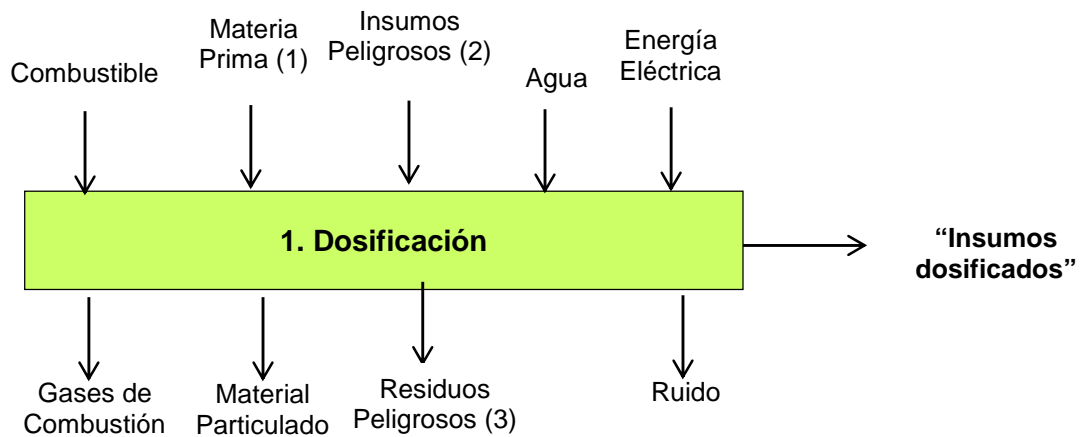 Combustible
Materia
Prima (1)
Insumos
Peligrosos (2)
Agua
Energía
Eléctrica
1. Dosificación
“Insumos
dosificados”
Gases de
Combustión
Material
Particulado
Residuos
Peligrosos (3)
Ruido